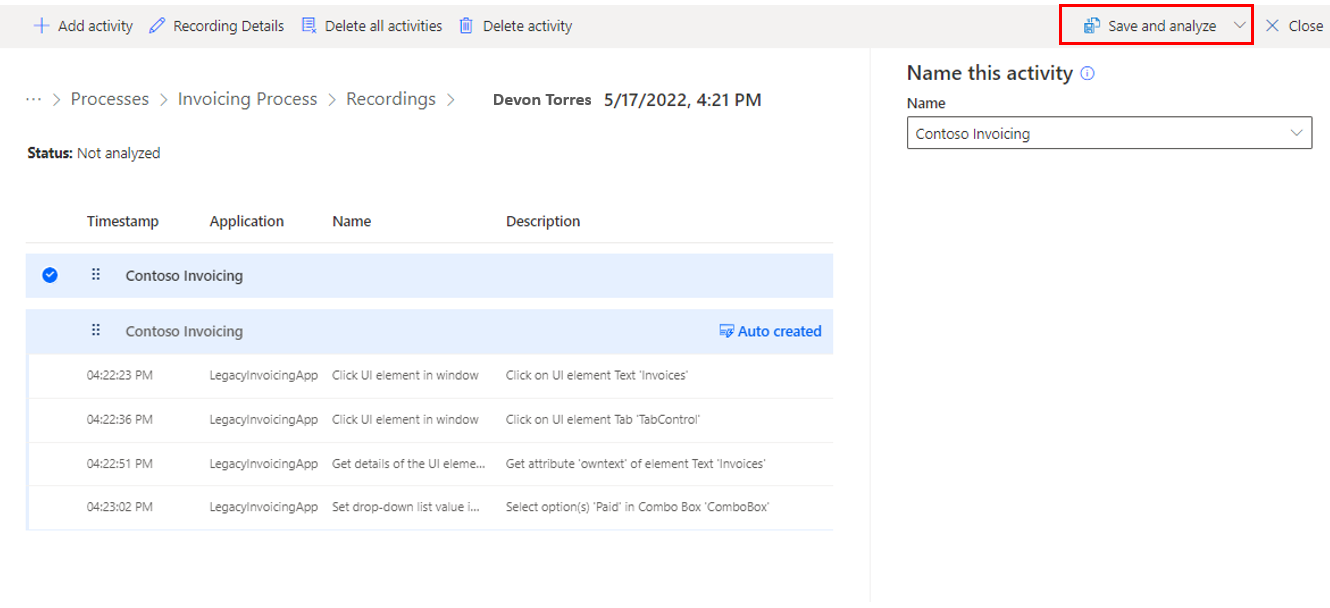 Add activity Recording Details Delete all activities Delete activity Save and analyze Close
... > Processes > Invoicing Process > Recordings > Devon Torres 5/17/2022, 4:21 PM
Status: Not analyzed
Timestamp Application Name Description
Contoso Invoicing
Contoso Invoicing Auto created
04:22:23 PM LegacyInvoicingApp Click UI element in window Click on UI element Text 'Invoices'
04:22:36 PM LegacyInvoicingApp Click UI element in window Click on UI element Tab 'TabControl'
04:22:51 PM LegacyInvoicingApp Get details of the UI eleme... Get attribute 'owntext' of element Text 'Invoices'
04:23:02 PM LegacyInvoicingApp Set drop-down list value i... Select option(s) 'Paid' in Combo Box 'ComboBox'
Name this activity
Name
Contoso Invoicing